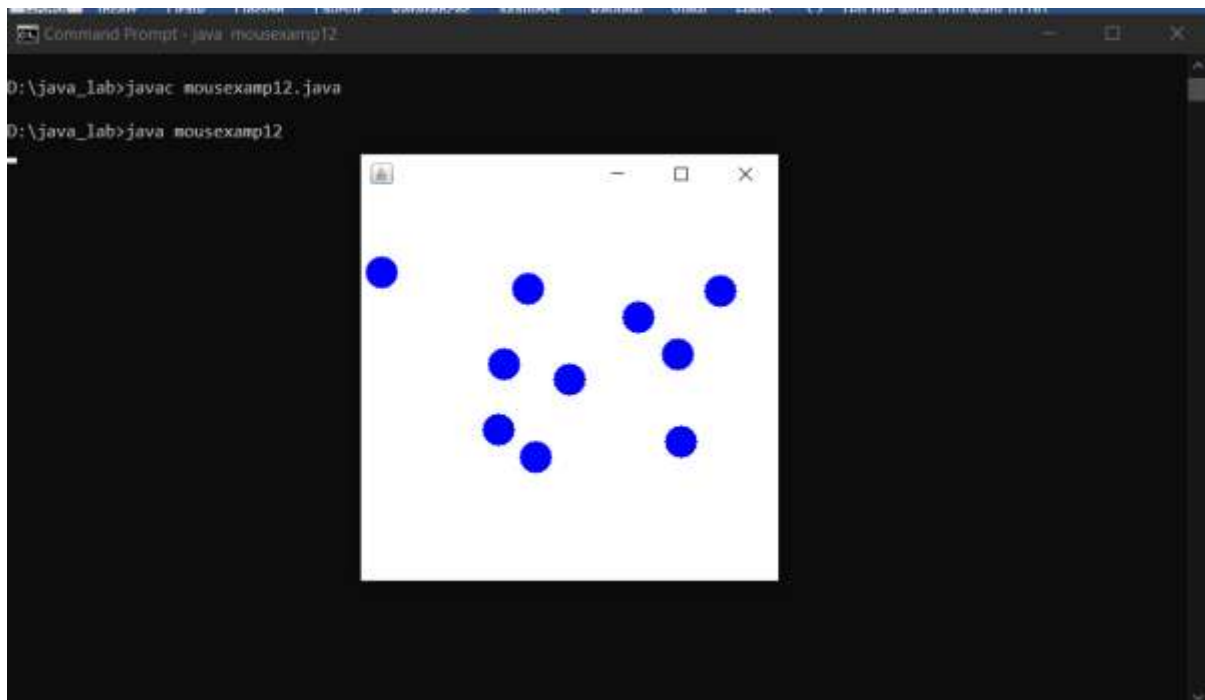 Command Prompt - java mousexamp12
D:\java_lab>javac mousexamp12.java
D:\java_lab>java mousexamp12